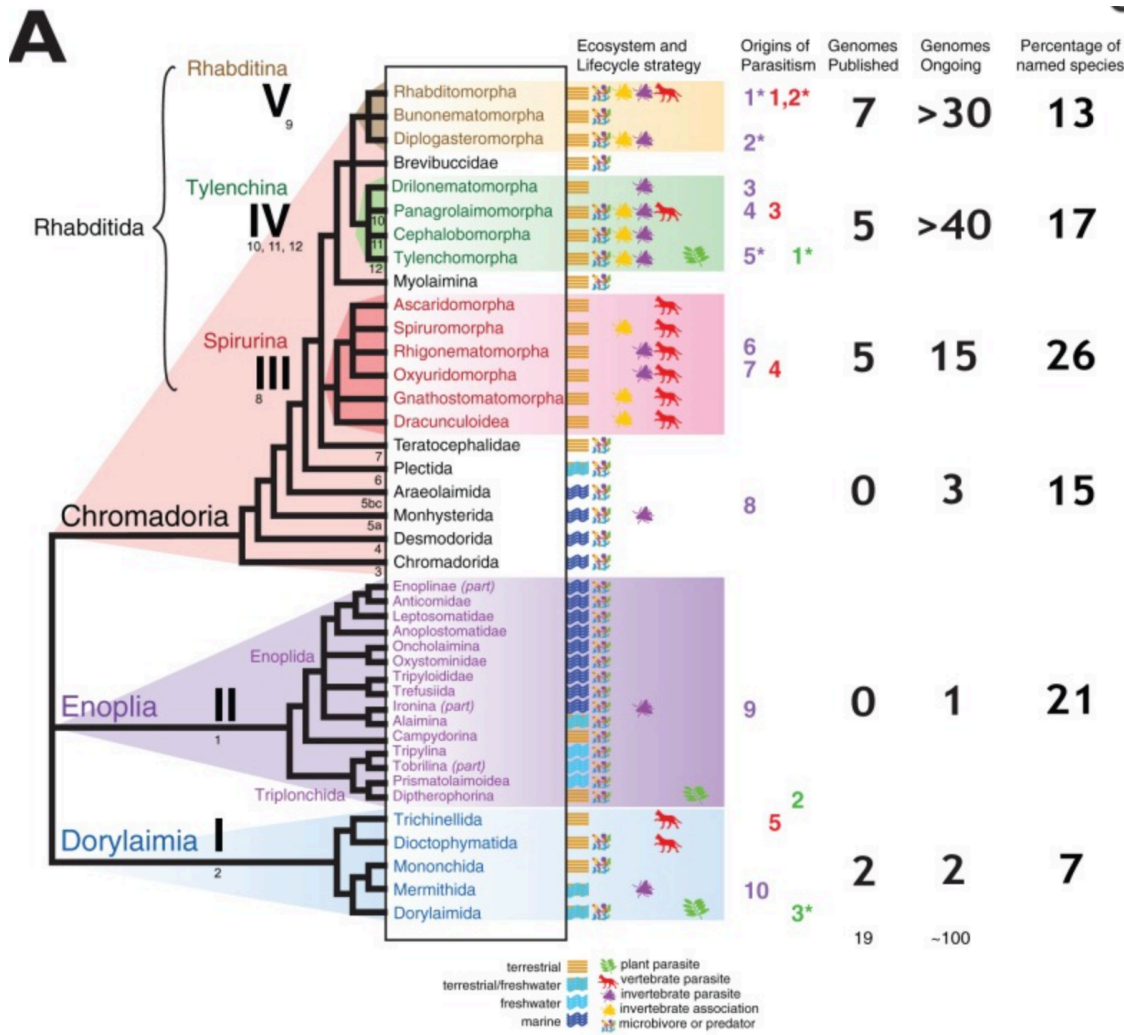 A
Ecosystem and
Lifecycle strategy
Origins of
Parasitism
Genomes
Published
Genomes
Ongoing
Percentage of
named species
Rhabditina
V
9
Rhabditomorpha
1* 1,2*
Bunonematomorpha
Diplogasteromorpha
2*
7 >30 13
Brevibuccidae
Rhabditida
Tylenchina
IV
10, 11, 12
Drilonematomorpha
3
10
Panagrolaimomorpha
4 3
11
Cephalobomorpha
12
Tylenchomorpha
5* 1*
5 >40 17
Myolaimina
Spirurina
III
8
Ascaridomorpha
Spiruromorpha
Rhigonematomorpha
6
Oxyuridomorpha
7 4
Gnathostomatomorpha
Dracunculoidea
5 15 26
7
Teratocephalidae
6
Plectida
5bc
Araeolaimida
5a
Monhysterida
8
4
Desmodorida
3
Chromadorida
0 3 15
Chromadoria
Enoplinae (part)
Anticomidae
Leptosomatidae
Anoplostomatidae
Oncholaimina
Enoplida
Oxystominidae
Tripyloididae
Trefusiida
Enoplia
II
1
Ironina (part)
9
Alaimina
Campydorina
Tripylina
Tobrilina (part)
Prismatolaimoidea
Triplonchida
Diptherophorina
2
0 1 21
Dorylaimia
I
2
Trichinellida
5
Dioctophymatida
Mononchida
Mermithida
10
Dorylaimida
3*
2 2 7
19 ~100
terrestrial
terrestrial/freshwater
freshwater
marine
plant parasite
vertebrate parasite
invertebrate parasite
invertebrate association
microbivore or predator